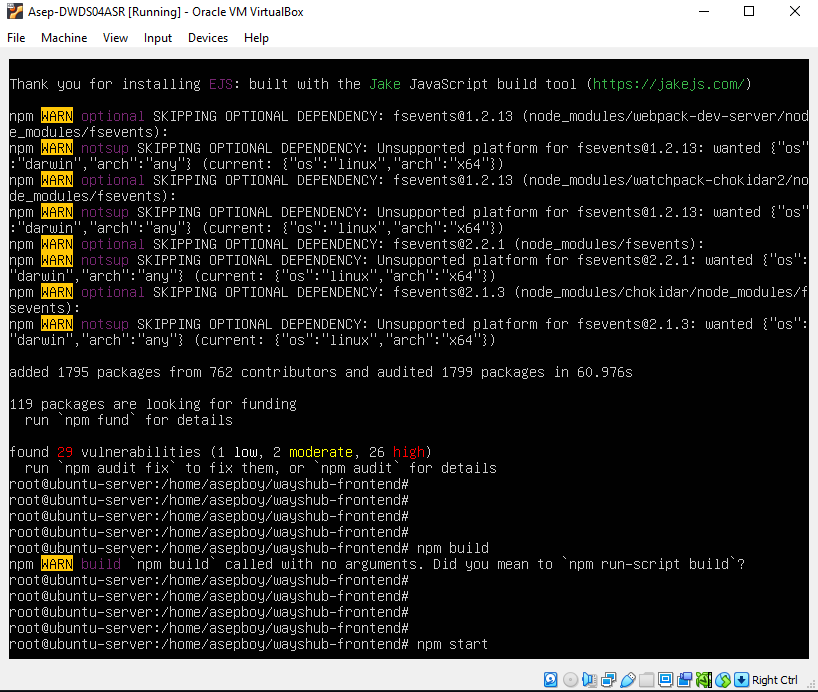 Asep-DWDS04ASR [Running] - Oracle VM VirtualBox
File Machine View Input Devices Help
Thank you for installing EJS: built with the Jake JavaScript build tool (https://jakejs.com/)
npm WARN optional SKIPPING OPTIONAL DEPENDENCY: fsevents@1.2.13 (node_modules/webpack-dev-server/nod
e_modules/fsevents):
npm WARN notsup SKIPPING OPTIONAL DEPENDENCY: Unsupported platform for fsevents@1.2.13: wanted {"os"
:"darwin","arch":"any"} (current: {"os":"linux","arch":"x64"})
npm WARN optional SKIPPING OPTIONAL DEPENDENCY: fsevents@1.2.13 (node_modules/watchpack-chokidar2/no
de_modules/fsevents):
npm WARN notsup SKIPPING OPTIONAL DEPENDENCY: Unsupported platform for fsevents@1.2.13: wanted {"os"
:"darwin","arch":"any"} (current: {"os":"linux","arch":"x64"})
npm WARN optional SKIPPING OPTIONAL DEPENDENCY: fsevents@2.2.1 (node_modules/fsevents):
npm WARN notsup SKIPPING OPTIONAL DEPENDENCY: Unsupported platform for fsevents@2.2.1: wanted {"os":
"darwin","arch":"any"} (current: {"os":"linux","arch":"x64"})
npm WARN optional SKIPPING OPTIONAL DEPENDENCY: fsevents@2.1.3 (node_modules/chokidar/node_modules/f
sevents):
npm WARN notsup SKIPPING OPTIONAL DEPENDENCY: Unsupported platform for fsevents@2.1.3: wanted {"os":
"darwin","arch":"any"} (current: {"os":"linux","arch":"x64"})
added 1795 packages from 762 contributors and audited 1799 packages in 60.976s
119 packages are looking for funding
run `npm fund` for details
found 29 vulnerabilities (1 low, 2 moderate, 26 high)
run `npm audit fix` to fix them, or `npm audit` for details
root@ubuntu-server:/home/asepboy/wayshub-frontend#
root@ubuntu-server:/home/asepboy/wayshub-frontend#
root@ubuntu-server:/home/asepboy/wayshub-frontend#
root@ubuntu-server:/home/asepboy/wayshub-frontend#
root@ubuntu-server:/home/asepboy/wayshub-frontend# npm build
npm WARN build `npm build` called with no arguments. Did you mean to `npm run-script build`?
root@ubuntu-server:/home/asepboy/wayshub-frontend#
root@ubuntu-server:/home/asepboy/wayshub-frontend#
root@ubuntu-server:/home/asepboy/wayshub-frontend#
root@ubuntu-server:/home/asepboy/wayshub-frontend#
root@ubuntu-server:/home/asepboy/wayshub-frontend# npm start
Right Ctrl